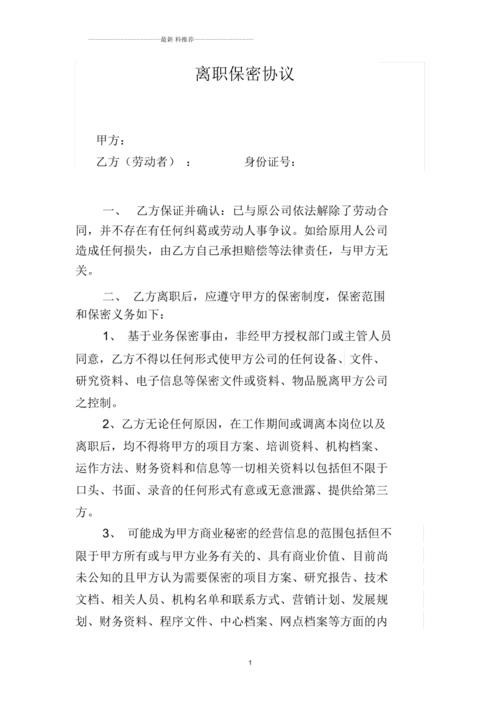 最新 料推荐
离职保密协议
甲方：
乙方（劳动者）： 身份证号：
一、 乙方保证并确认：已与原公司依法解除了劳动合
同，并不存在有任何纠葛或劳动人事争议。如给原用人公司
造成任何损失，由乙方自己承担赔偿等法律责任，与甲方无
关。
二、 乙方离职后，应遵守甲方的保密制度，保密范围
和保密义务如下：
1、 基于业务保密事由，非经甲方授权部门或主管人员
同意，乙方不得以任何形式使甲方公司的任何设备、文件、
研究资料、电子信息等保密文件或资料、物品脱离甲方公司
之控制。
2、乙方无论任何原因，在工作期间或调离本岗位以及
离职后，均不得将甲方的项目方案、培训资料、机构档案、
运作方法、财务资料和信息等一切相关资料以包括但不限于
口头、书面、录音的任何形式有意或无意泄露、提供给第三
方。
3、 可能成为甲方商业秘密的经营信息的范围包括但不
限于甲方所有或与甲方业务有关的、具有商业价值、目前尚
未公知的且甲方认为需要保密的项目方案、研究报告、技术
文档、相关人员、机构名单和联系方式、营销计划、发展规
划、财务资料、程序文件、中心档案、网点档案等方面的内
1